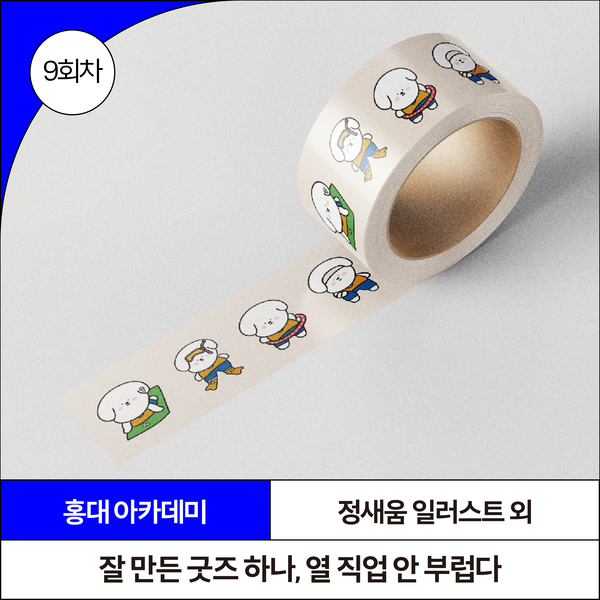 9회차
홍대 아카데미
정새움 일러스트 외
잘 만든 굿즈 하나, 열 직업 안 부럽다